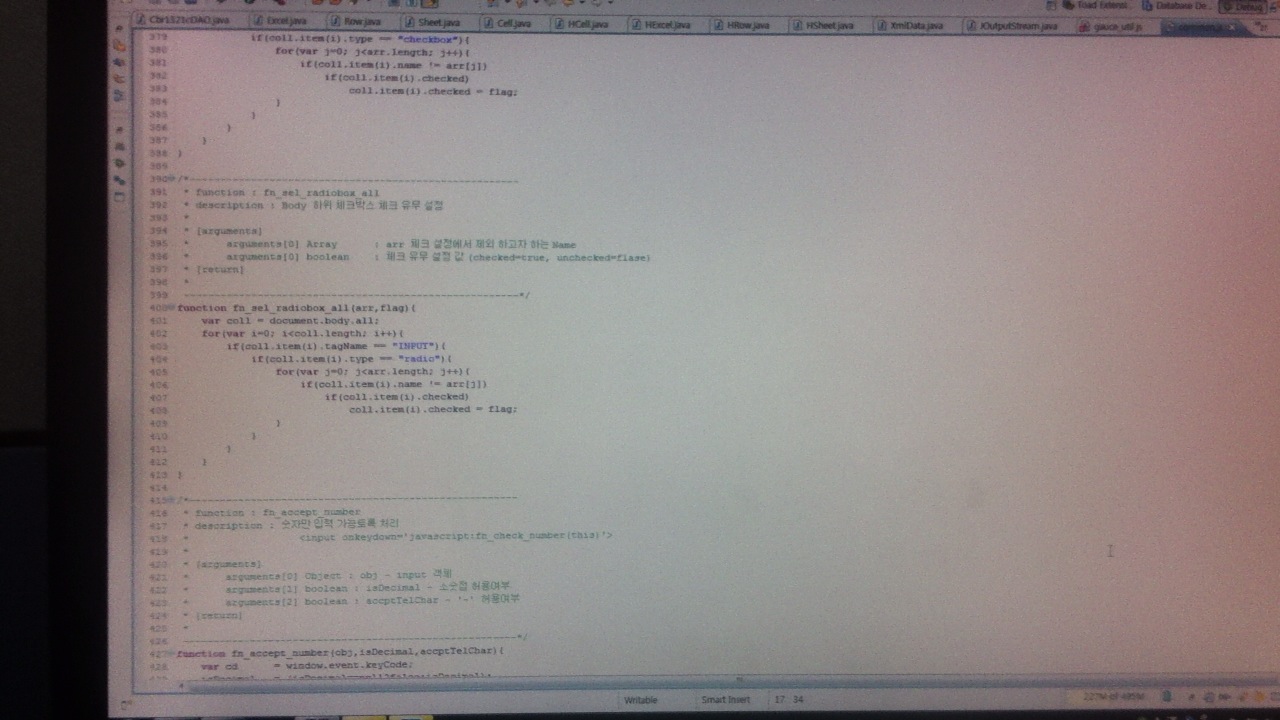 Toad Extensi... Database De... Debug
Cbr1321cDAO.java Excel.java Row.java Sheet.java Cell.java HCell.java HExcel.java HRow.java HSheet.java XmlData.java JOutputStream.java gauce_util.js
379 if(coll.item(i).type == "checkbox"){
380 for(var j=0; j<arr.length; j++){
381 if(coll.item(i).name != arr[j])
382 if(coll.item(i).checked)
383 coll.item(i).checked = flag;
384 }
385 }
386 }
387 }
388 }
389
390 /*-------------------------------------------------------
391 * function : fn_sel_radiobox_all
392 * description : Body 하위 체크박스 체크 유무 설정
393 *
394 * [arguments]
395 * arguments[0] Array : arr 체크 설정에서 제외 하고자 하는 Name
396 * arguments[0] boolean : 체크 유무 설정 값 (checked=true, unchecked=flase)
397 * [return]
398 *
399 -------------------------------------------------------*/
400 function fn_sel_radiobox_all(arr,flag){
401 var coll = document.body.all;
402 for(var i=0; i<coll.length; i++){
403 if(coll.item(i).tagName == "INPUT"){
404 if(coll.item(i).type == "radio"){
405 for(var j=0; j<arr.length; j++){
406 if(coll.item(i).name != arr[j])
407 if(coll.item(i).checked)
408 coll.item(i).checked = flag;
409 }
410 }
411 }
412 }
413 }
414
415 /*-------------------------------------------------------
416 * function : fn_accept_number
417 * description : 숫자만 입력 가능토록 처리
418 * <input onkeydown='javascript:fn_check_number(this)'>
419 *
420 * [arguments]
421 * arguments[0] Object : obj - input 객체
422 * arguments[1] boolean : isDecimal - 소숫점 허용여부
423 * arguments[2] boolean : accptTelChar - '-' 허용여부
424 * [return]
425 *
426 -------------------------------------------------------*/
427 function fn_accept_number(obj,isDecimal,accptTelChar){
428 var cd = window.event.keyCode;
Writable Smart Insert 17 : 34